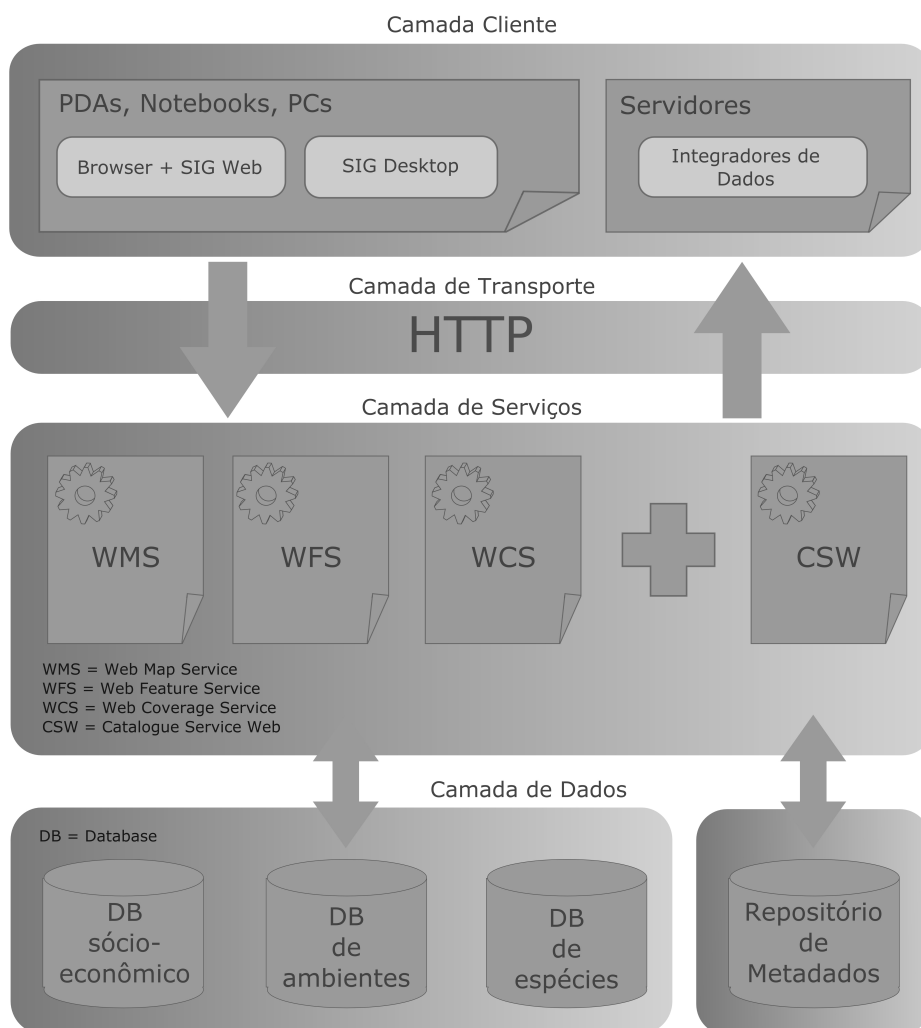 Camada Cliente
PDAs, Notebooks, PCs
Browser + SIG Web
SIG Desktop
Servidores
Integradores de
Dados
Camada de Transporte
HTTP
Camada de Serviços
WMS
WFS
WCS
CSW
WMS = Web Map Service
WFS = Web Feature Service
WCS = Web Coverage Service
CSW = Catalogue Service Web
Camada de Dados
DB = Database
DB
sócio-
econômico
DB
de
ambientes
DB
de
espécies
Repositório
de
Metadados